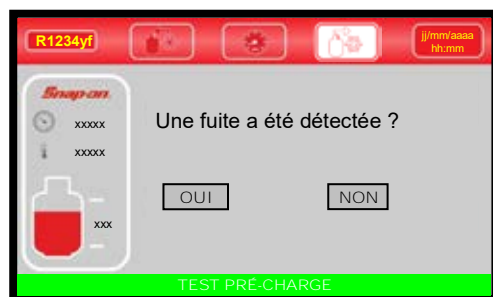 R1234yf
jj/mm/aaaa
hh:mm
Snap-on
xxxxx
xxxxx
xxx
Une fuite a été détectée ?
OUI NON
TEST PRÉ-CHARGE